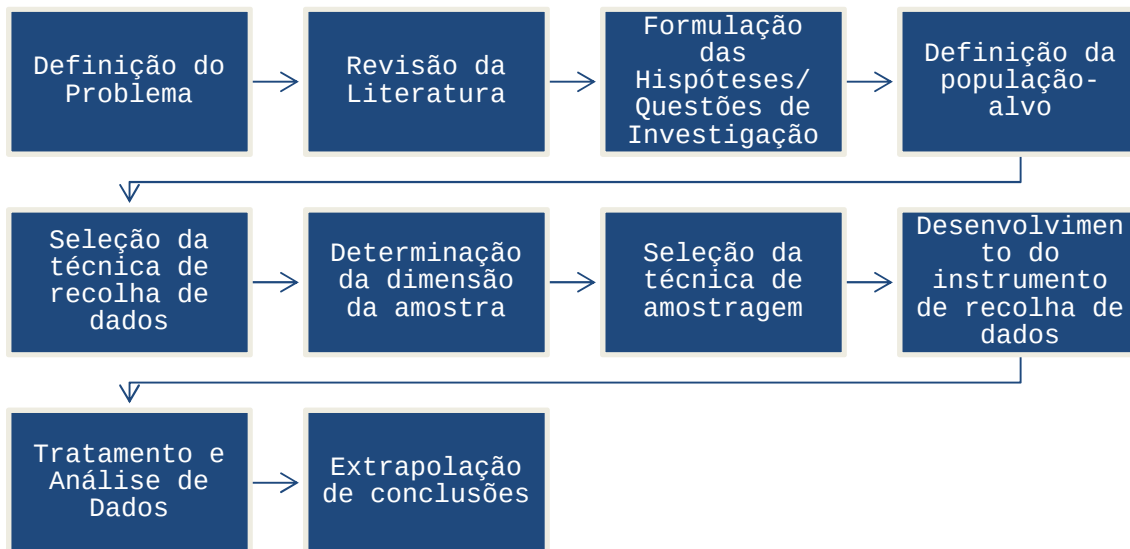 Definição do
Problema
Revisão da
Literatura
Formulação
das
Hispóteses/
Questões de
Investigação
Definição da
população-
alvo
Seleção da
técnica de
recolha de
dados
Determinação
da dimensão
da amostra
Seleção da
técnica de
amostragem
Desenvolvimen
to do
instrumento
de recolha de
dados
Tratamento e
Análise de
Dados
Extrapolação
de conclusões